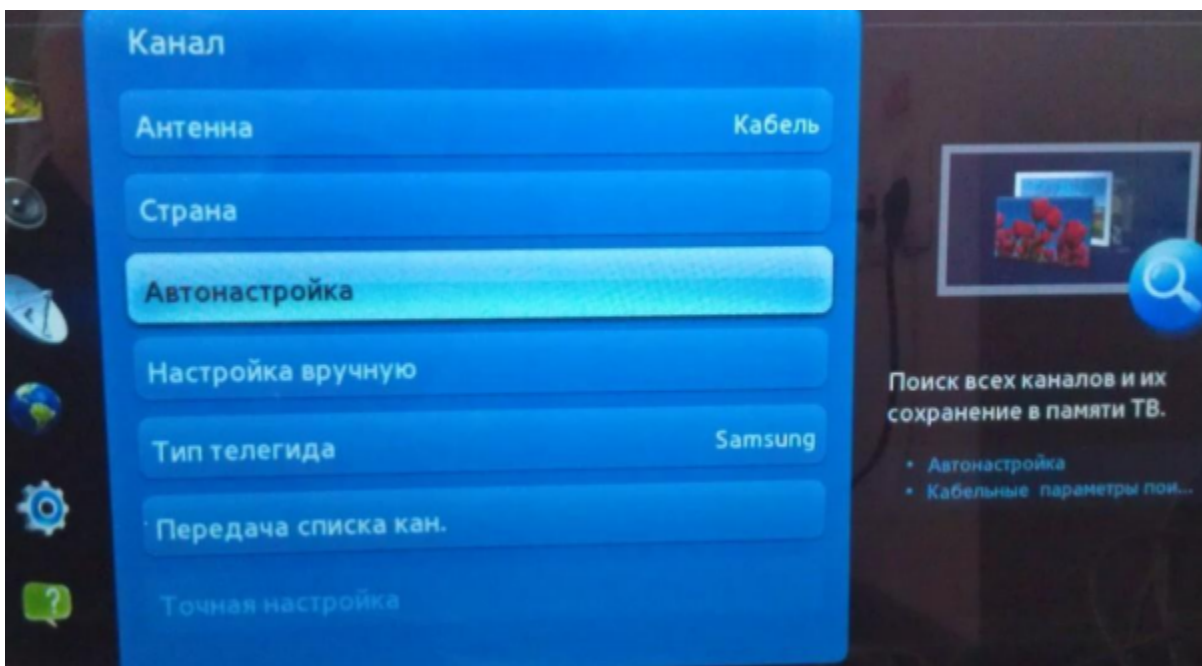 Канал
Антенна Кабель
Страна
Автонастройка
Настройка вручную
Тип телегида Samsung
Передача списка кан.
Точная настройка
Поиск всех каналов и их
сохранение в памяти ТВ.
• Автонастройка
• Кабельные параметры пои...
?